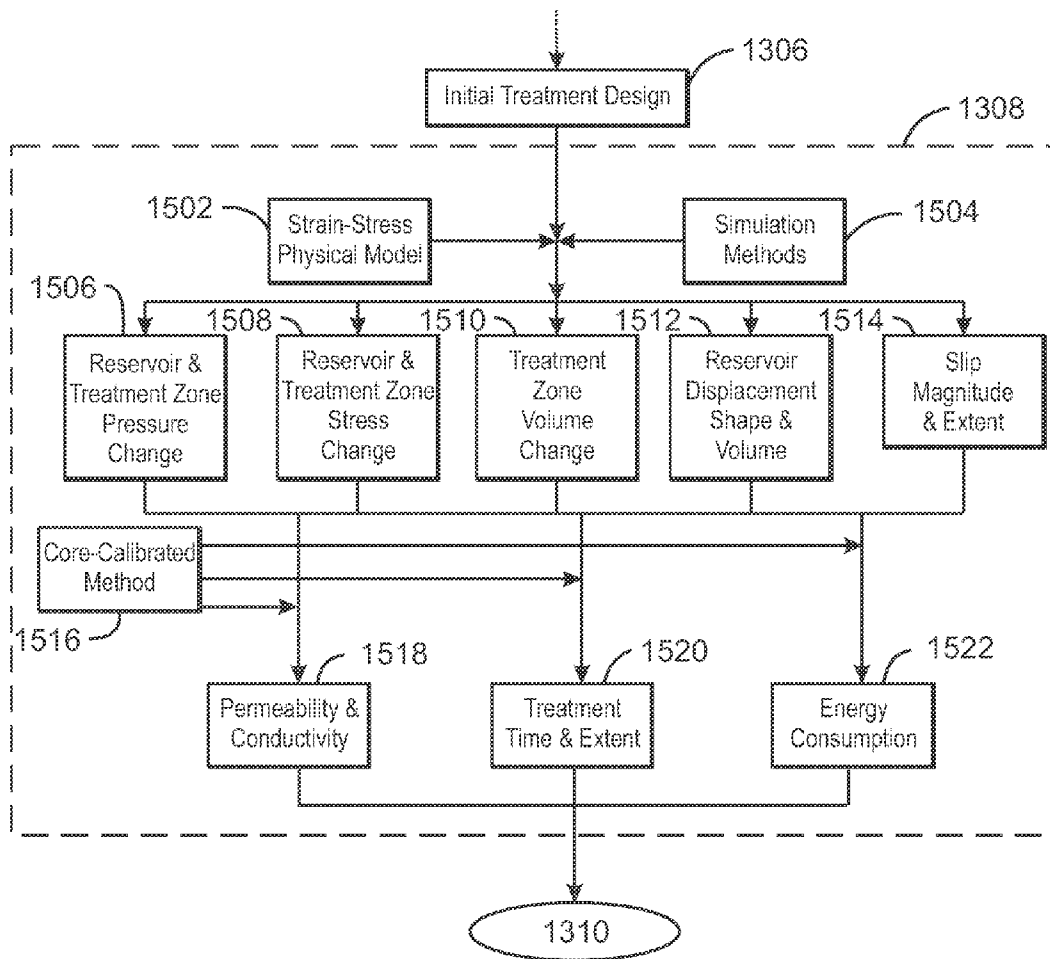 1306
Initial Treatment Design
1308
1502
Strain-Stress
Physical Model
Simulation
Methods
1504
1506
1508
1510
1512
1514
Reservoir &
Treatment Zone
Pressure
Change
Reservoir &
Treatment Zone
Stress
Change
Treatment
Zone
Volume
Change
Reservoir
Displacement
Shape &
Volume
Slip
Magnitude
& Extent
Core-Calibrated
Method
1516
1518
1520
1522
Permeability &
Conductivity
Treatment
Time & Extent
Energy
Consumption
1310